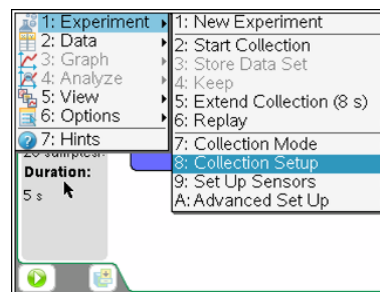 1: Experiment
2: Data
3: Graph
4: Analyze
5: View
6: Options
7: Hints
1: New Experiment
2: Start Collection
3: Store Data Set
4: Keep
5: Extend Collection (8 s)
6: Replay
7: Collection Mode
8: Collection Setup
9: Set Up Sensors
A: Advanced Set Up
Duration:
5 s